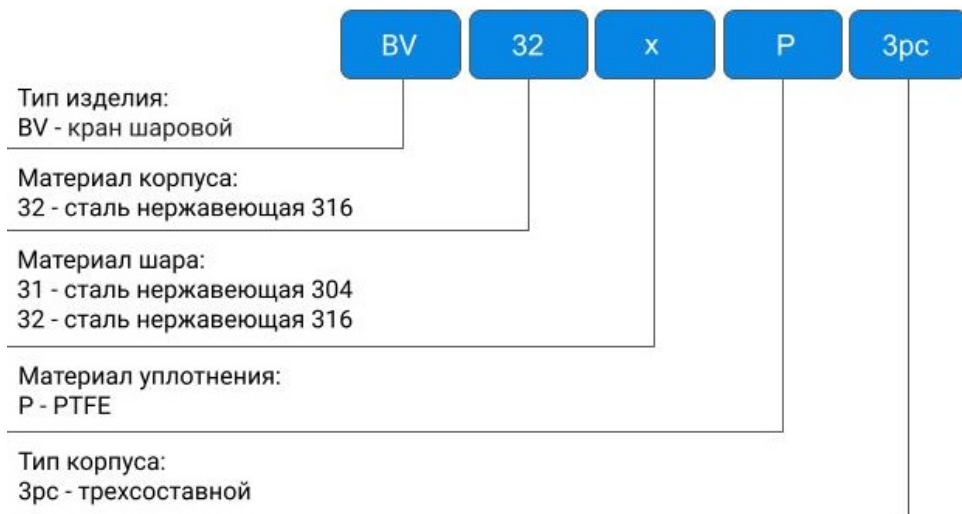 BV 32 x P 3pc
Тип изделия:
BV - кран шаровой
Материал корпуса:
32 - сталь нержавеющая 316
Материал шара:
31 - сталь нержавеющая 304
32 - сталь нержавеющая 316
Материал уплотнения:
P - PTFE
Тип корпуса:
3pc - трехсоставной